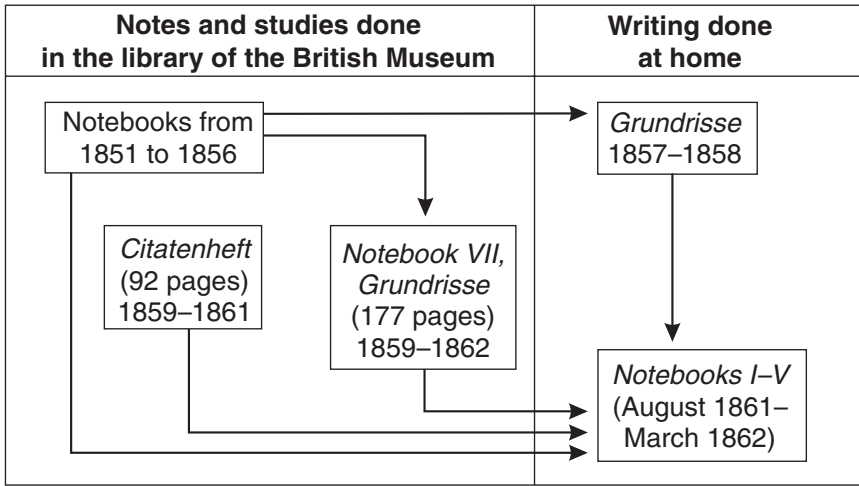 Notes and studies done
in the library of the British Museum
Writing done
at home
Notebooks from
1851 to 1856
Grundrisse
1857–1858
Citatenheft
(92 pages)
1859–1861
Notebook VII,
Grundrisse
(177 pages)
1859–1862
Notebooks I–V
(August 1861–
March 1862)